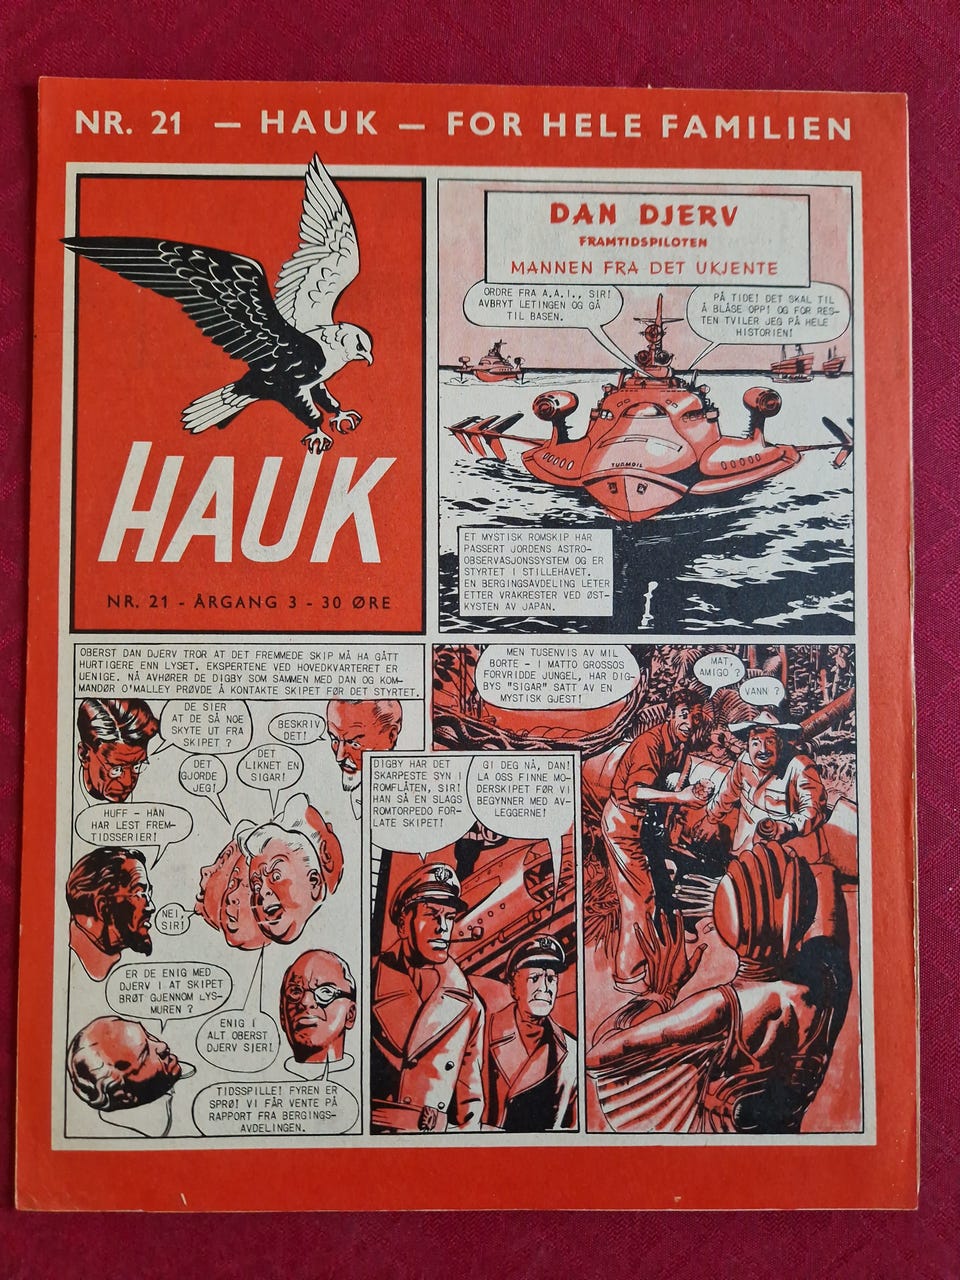 NR. 21 — HAUK — FOR HELE FAMILIEN
HAUK
NR. 21 - ÅRGANG 3 - 30 ØRE
DAN DJERV
FRAMTIDSPILOTEN
MANNEN FRA DET UKJENTE
ORDRE FRA A.A.I., SIR!
AVBRYT LETINGEN OG GÅ
TIL BASEN.
PÅ TIDE! DET SKAL TIL
Å BLÅSE OPP! OG FOR RES-
TEN TVILER JEG PÅ HELE
HISTORIEN!
TURMOIL
ET MYSTISK ROMSKIP HAR
PASSERT JORDENS ASTRO-
OBSERVASJONSSYSTEM OG ER
STYRTET I STILLEHAVET.
EN BERGINGSAVDELING LETER
ETTER VRAKRESTER VED ØST-
KYSTEN AV JAPAN.
OBERST DAN DJERV TROR AT DET FREMMEDE SKIP MÅ HA GÅTT
HURTIGERE ENN LYSET. EKSPERTENE VED HOVEDKVARTERET ER
UENIGE. NÅ AVHØRER DE DIGBY SOM SAMMEN MED DAN OG KOM-
MANDØR O'MALLEY PRØVDE Å KONTAKTE SKIPET FØR DET STYRTET.
DE SIER
AT DE SÅ NOE
SKYTE UT FRA
SKIPET ?
BESKRIV
DET!
DET
GJORDE
JEG!
DET
LIKNET EN
SIGAR!
HUFF - HAN
HAR LEST FREM-
TIDSSERIER!
NEI,
SIR!
ER DE ENIG MED
DJERV I AT SKIPET
BRØT GJENNOM LYS-
MUREN ?
ENIG I
ALT OBERST
DJERV SIER!
TIDSSPILLE! FYREN ER
SPRØ! VI FÅR VENTE PÅ
RAPPORT FRA BERGINGS-
AVDELINGEN.
DIGBY HAR DET
SKARPESTE SYN I
ROMFLÅTEN, SIR!
HAN SÅ EN SLAGS
ROMTORPEDO FOR-
LATE SKIPET!
GI DEG NÅ, DAN!
LA OSS FINNE MO-
DERSKIPET FØR VI
BEGYNNER MED AV-
LEGGERNE!
MEN TUSENVIS AV MIL
BORTE - I MATTO GROSSOS
FORVRIDDE JUNGEL, HAR DIG-
BYS "SIGAR" SATT AV EN
MYSTISK GJEST!
MAT,
AMIGO ?
VANN ?